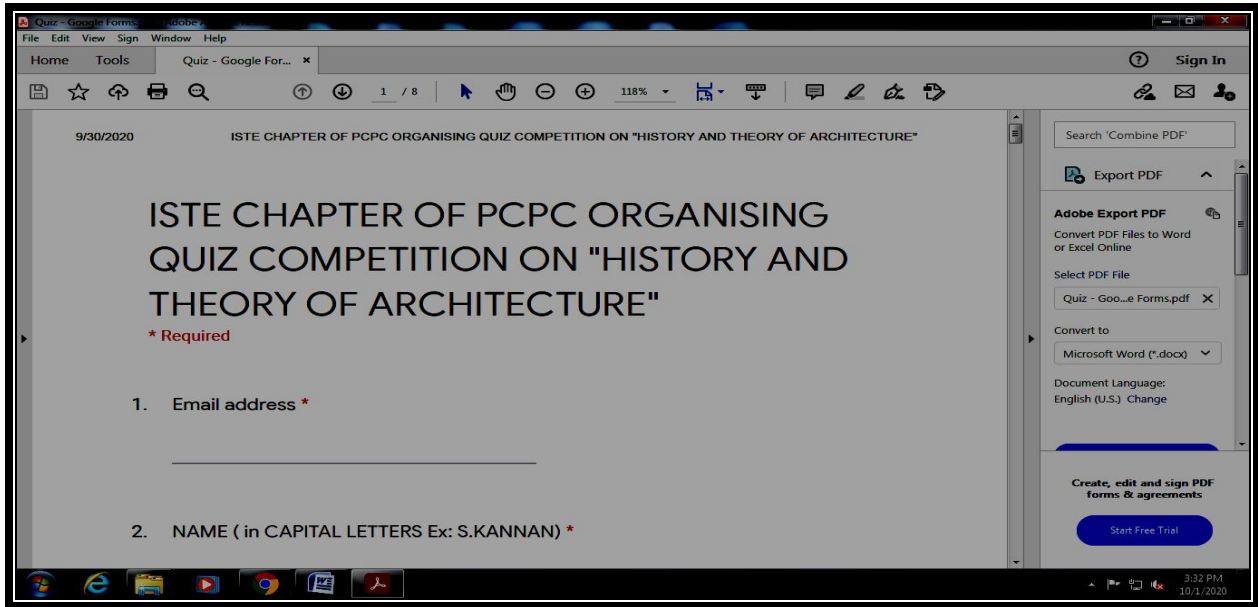 Quiz - Google Forms
File Edit View Sign Window Help
Home Tools Quiz - Google For... × ? Sign In
1 / 8 118%
9/30/2020 ISTE CHAPTER OF PCPC ORGANISING QUIZ COMPETITION ON "HISTORY AND THEORY OF ARCHITECTURE"
ISTE CHAPTER OF PCPC ORGANISING
QUIZ COMPETITION ON "HISTORY AND
THEORY OF ARCHITECTURE"
* Required
1. Email address *
2. NAME ( in CAPITAL LETTERS Ex: S.KANNAN) *
Search 'Combine PDF'
Export PDF
Adobe Export PDF
Convert PDF Files to Word
or Excel Online
Select PDF File
Quiz - Goo...e Forms.pdf ×
Convert to
Microsoft Word (*.docx)
Document Language:
English (U.S.) Change
Create, edit and sign PDF
forms & agreements
Start Free Trial
3:32 PM
10/1/2020